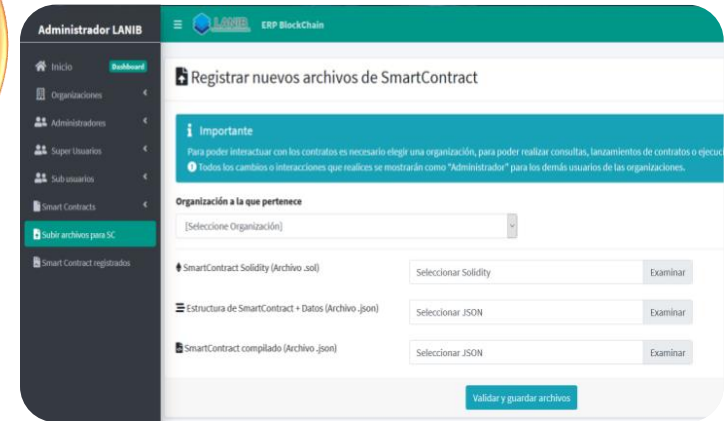 Administrador LANIB
LANIB ERP BlockChain
Inicio Dashboard
Organizaciones
Administradores
Super Usuarios
Sub usuarios
Smart Contracts
Subir archivos para SC
Smart Contract registrados
Registrar nuevos archivos de SmartContract
Importante
Para poder interactuar con los contratos es necesario elegir una organización, para poder realizar consultas, lanzamientos de contratos o ejecuci
Todos los cambios o interacciones que realices se mostrarán como "Administrador" para los demás usuarios de las organizaciones.
Organización a la que pertenece
[Seleccione Organización]
SmartContract Solidity (Archivo .sol) Seleccionar Solidity Examinar
Estructura de SmartContract + Datos (Archivo .json) Seleccionar JSON Examinar
SmartContract compilado (Archivo .json) Seleccionar JSON Examinar
Validar y guardar archivos